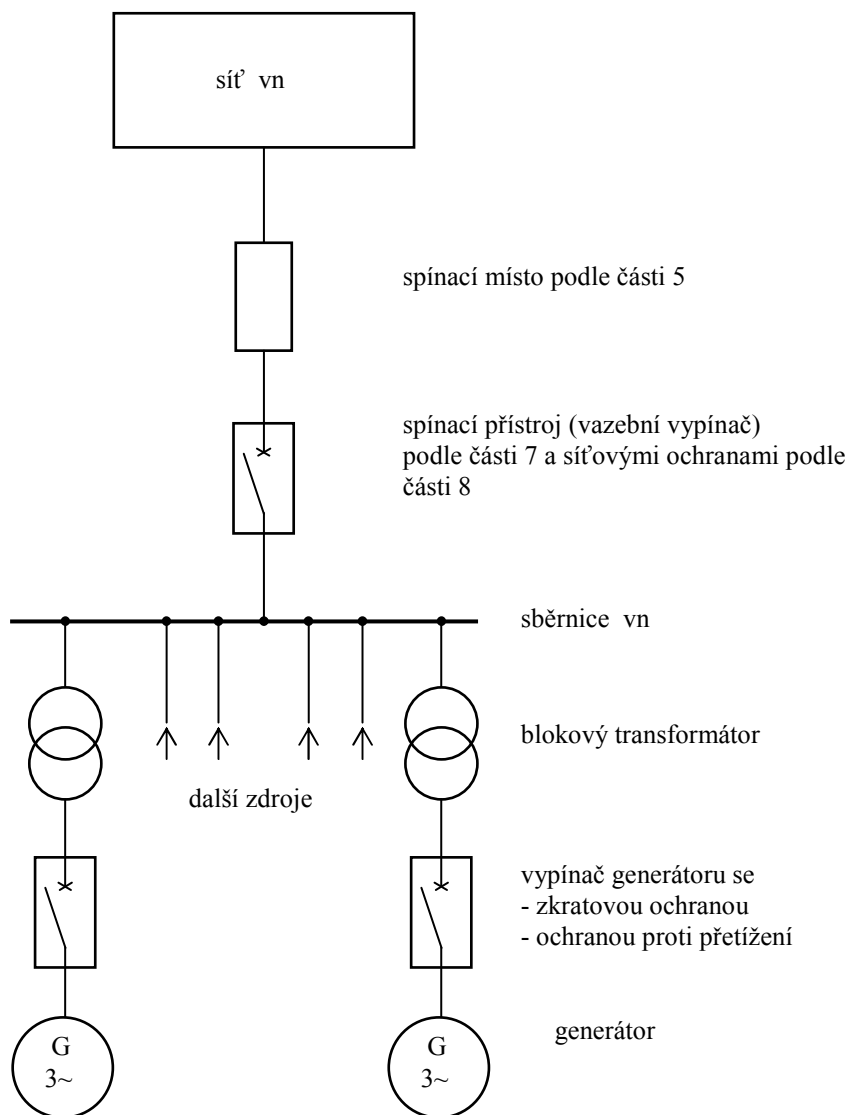 síť vn
spínací místo podle části 5
spínací přístroj (vazební vypínač)
podle části 7 a síťovými ochranami podle
části 8
sběrnice vn
blokový transformátor
další zdroje
vypínač generátoru se
- zkratovou ochranou
- ochranou proti přetížení
generátor
G
3~
G
3~